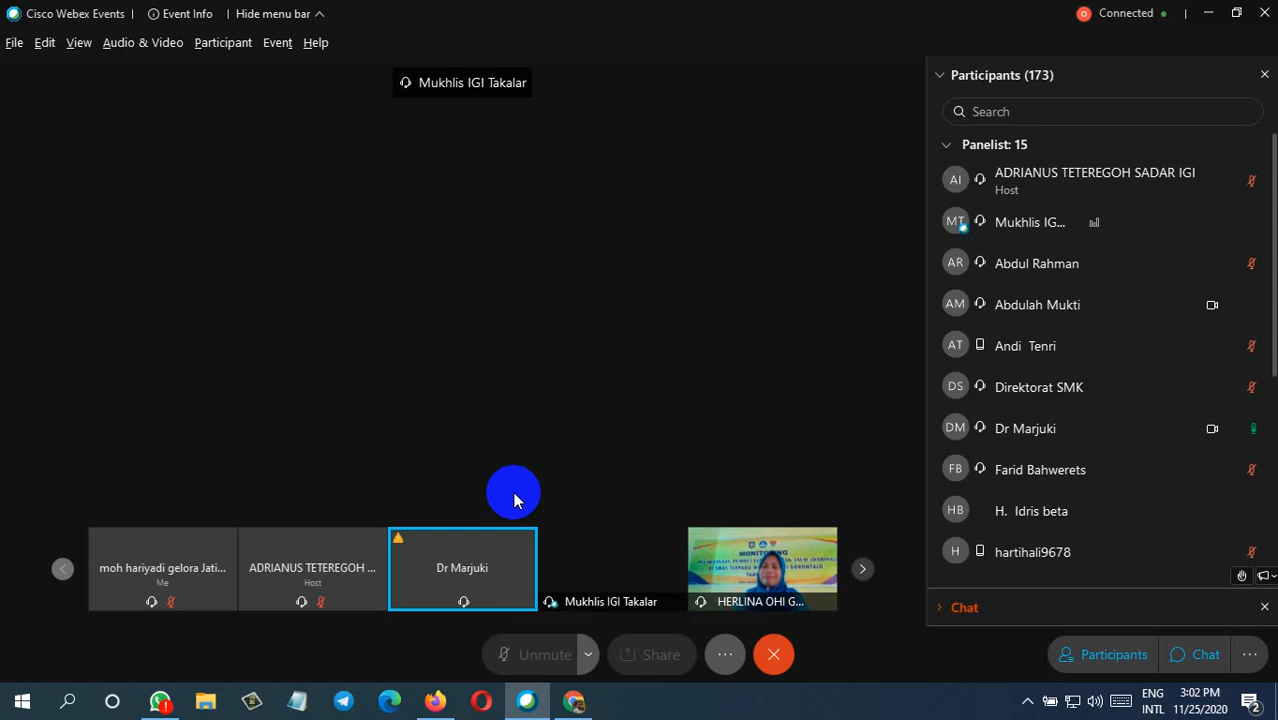 Cisco Webex Events
Event Info
Hide menu bar
Connected
File Edit View Audio & Video Participant Event Help
Mukhlis IGI Takalar
Participants (173)
Search
Panelist: 15
AI
ADRIANUS TETEREGOH SADAR IGI
Host
MT
Mukhlis IG...
AR
Abdul Rahman
AM
Abdulah Mukti
AT
Andi Tenri
DS
Direktorat SMK
DM
Dr Marjuki
FB
Farid Bahwerets
HB
H. Idris beta
H
hartihali9678
moh hariyadi gelora Jati...
Me
ADRIANUS TETEREGOH ...
Host
Dr Marjuki
Mukhlis IGI Takalar
MONITORING
HERLINA OHI G...
Chat
Unmute
Share
Participants
Chat
ENG
INTL
3:02 PM
11/25/2020
2